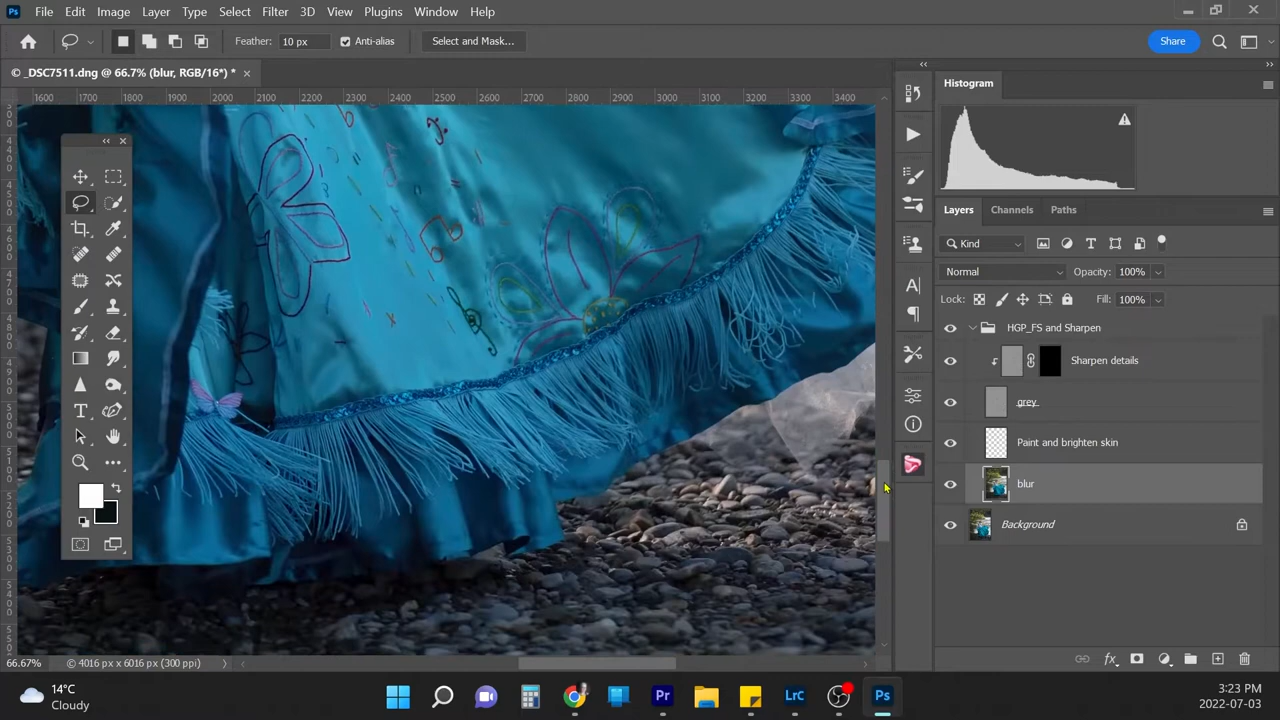 Ps File Edit Image Layer Type Select Filter 3D View Plugins Window Help
Feather: 10 px Anti-alias Select and Mask... Share
© _DSC7511.dng @ 66.7% (blur, RGB/16*) * ×
1600 1700 1800 1900 2000 2100 2200 2300 2400 2500 2600 2700 2800 2900 3000 3100 3200 3300 3400
Histogram
Layers Channels Paths
Kind
Normal Opacity: 100%
Lock: Fill: 100%
HGP_FS and Sharpen
Sharpen details
grey
Paint and brighten skin
blur
Background
66.67% © 4016 px x 6016 px (300 ppi)
14°C
Cloudy
Pr LrC Ps
3:23 PM
2022-07-03